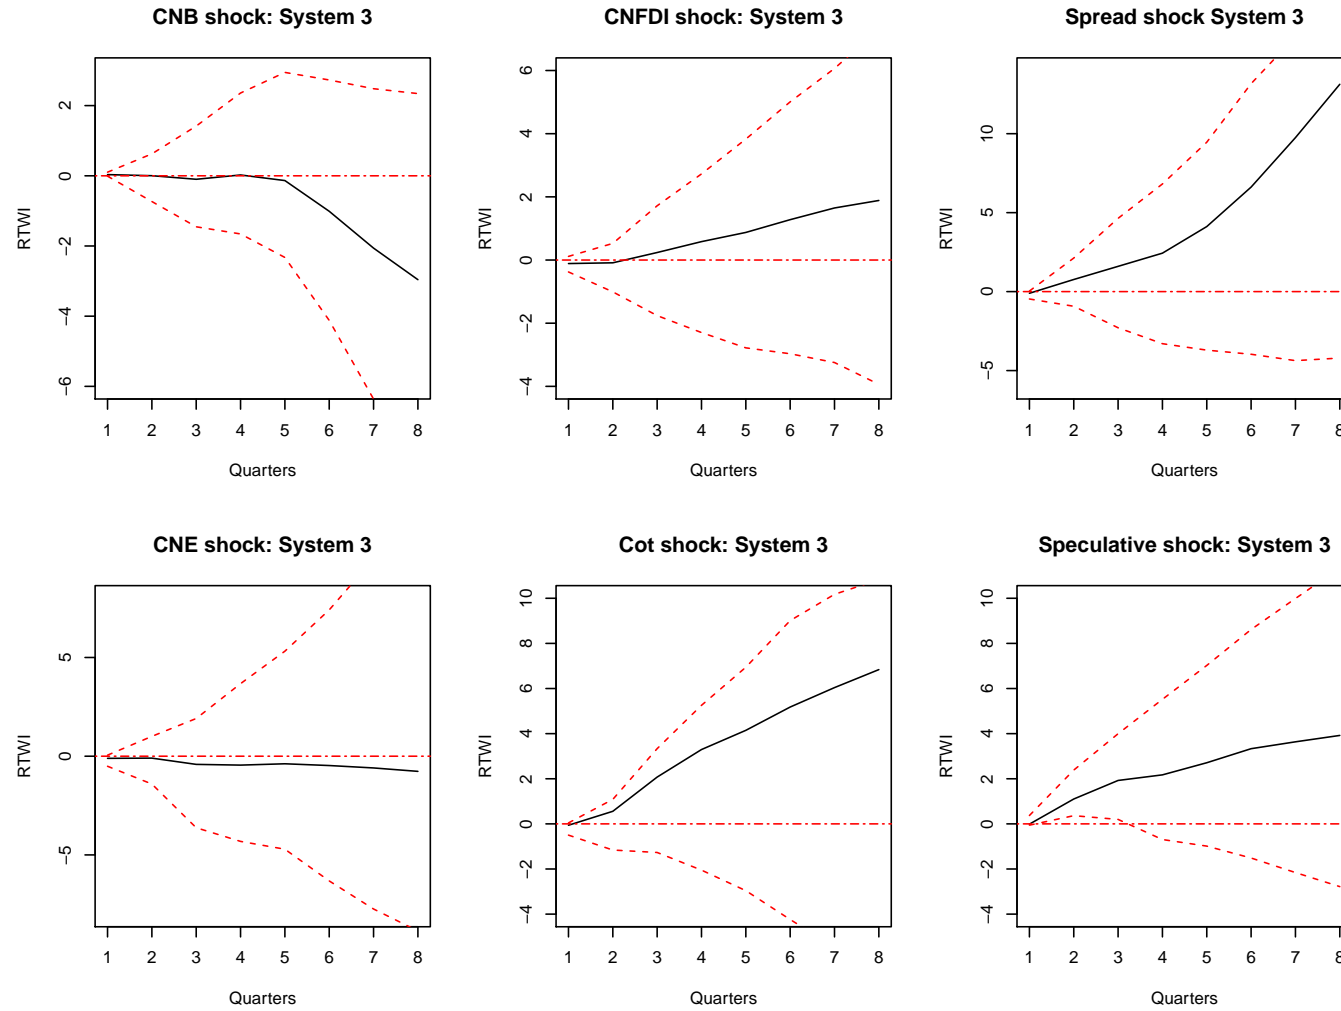 CNB shock: System 3
RTWI
2
0
−2
−4
−6
1 2 3 4 5 6 7 8
Quarters
CNFDI shock: System 3
RTWI
6
4
2
0
−2
−4
1 2 3 4 5 6 7 8
Quarters
Spread shock System 3
RTWI
10
5
0
−5
1 2 3 4 5 6 7 8
Quarters
CNE shock: System 3
RTWI
5
0
−5
1 2 3 4 5 6 7 8
Quarters
Cot shock: System 3
RTWI
10
8
6
4
2
0
−2
−4
1 2 3 4 5 6 7 8
Quarters
Speculative shock: System 3
RTWI
10
8
6
4
2
0
−2
−4
1 2 3 4 5 6 7 8
Quarters